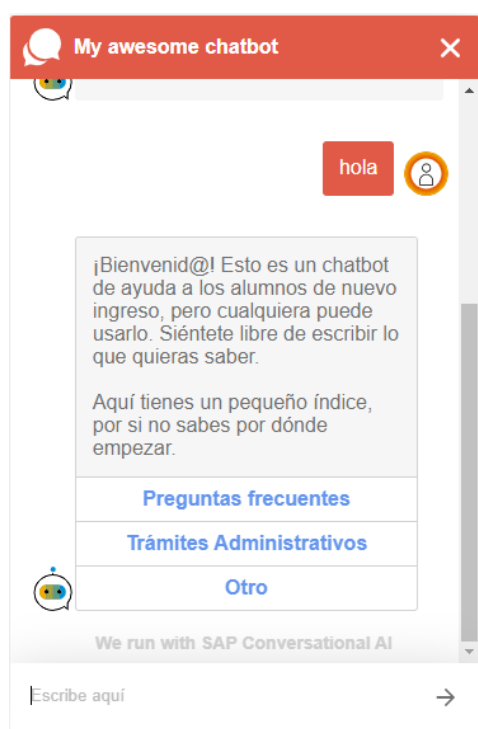 My awesome chatbot
hola
¡Bienvenid@! Esto es un chatbot
de ayuda a los alumnos de nuevo
ingreso, pero cualquiera puede
usarlo. Siéntete libre de escribir lo
que quieras saber.
Aquí tienes un pequeño índice,
por si no sabes por dónde
empezar.
Preguntas frecuentes
Trámites Administrativos
Otro
We run with SAP Conversational AI
Escribe aquí